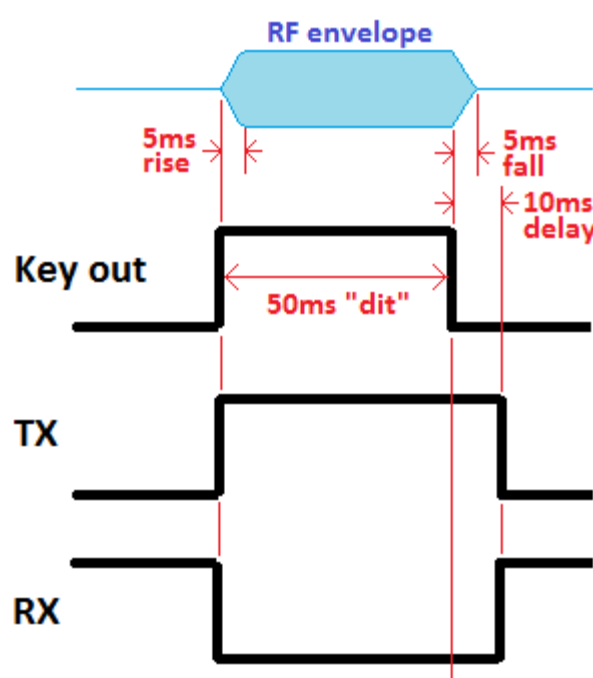 RF envelope
5ms
rise
5ms
fall
10ms
delay
Key out
50ms "dit"
TX
RX